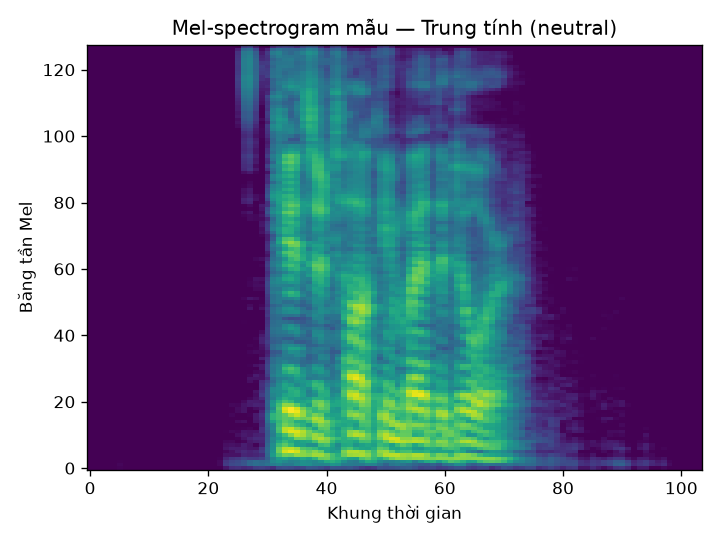 Mel-spectrogram mẫu — Trung tính (neutral)
Băng tần Mel
120
100
80
60
40
20
0
0 20 40 60 80 100
Khung thời gian